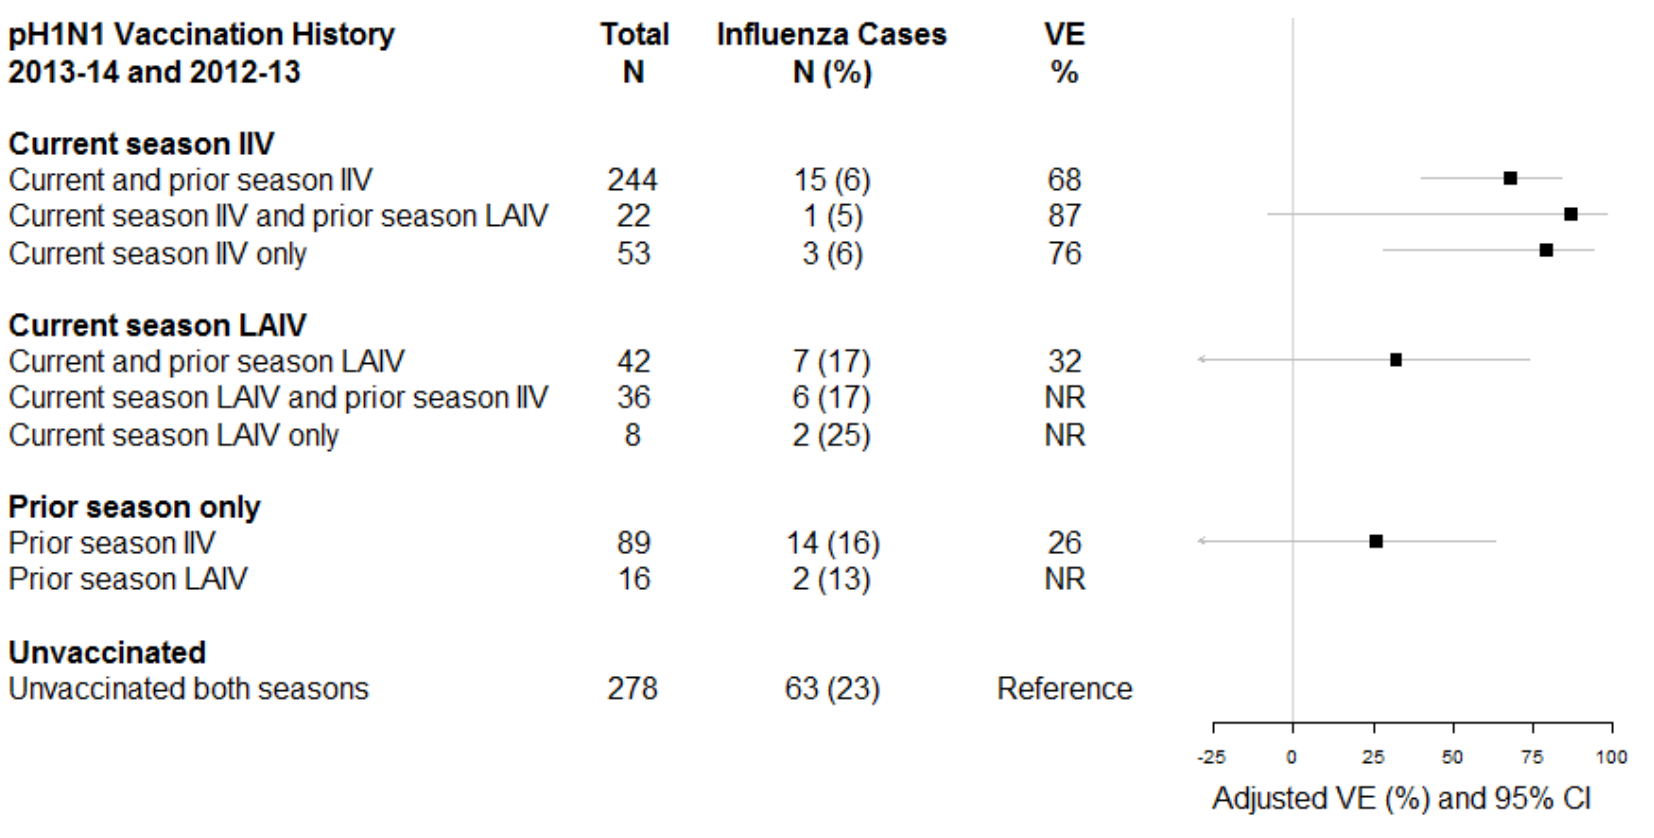 pH1N1 Vaccination History Total Influenza Cases VE
2013-14 and 2012-13 N N (%) %
Current season IIV
Current and prior season IIV 244 15 (6) 68
Current season IIV and prior season LAIV 22 1 (5) 87
Current season IIV only 53 3 (6) 76
Current season LAIV
Current and prior season LAIV 42 7 (17) 32
Current season LAIV and prior season IIV 36 6 (17) NR
Current season LAIV only 8 2 (25) NR
Prior season only
Prior season IIV 89 14 (16) 26
Prior season LAIV 16 2 (13) NR
Unvaccinated
Unvaccinated both seasons 278 63 (23) Reference
-25 0 25 50 75 100
Adjusted VE (%) and 95% CI